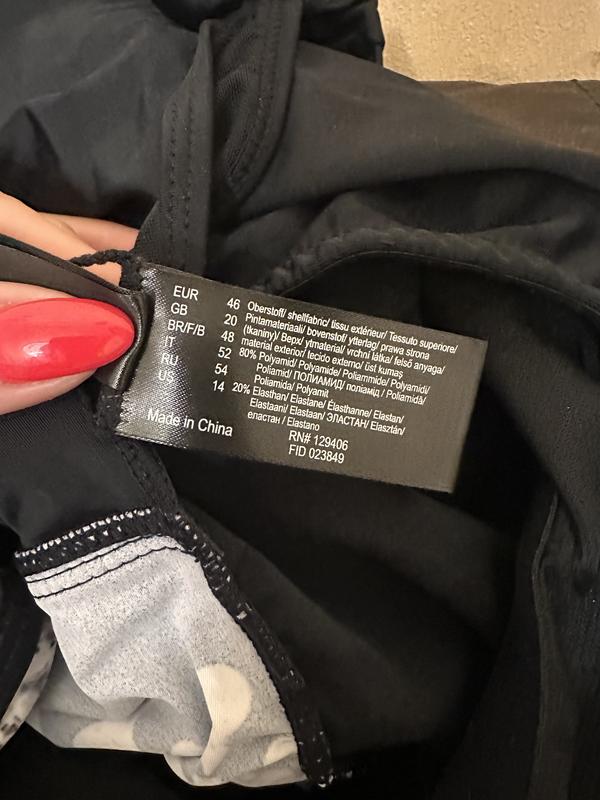 EUR 46
GB 20
BR/F/B 48
IT 52
RU 54
US 14
Oberstoff/ shellfabric/ tissu extérieur/ Tessuto superiore/
Pintamateriaali/ bovenstof/ yttertag/ prawa strona
(tkaniny)/ Верх/ ytmaterial/ vrchní látka/ felső anyaga/
material exterior/ tecido externo/ üst kumaş
80% Polyamid/ Polyamide/ Poliammide/ Polyamidi/
Poliamid/ ПОЛИАМИД/ поліамід / Poliamidă/
Poliamida/ Polyamit
20% Elasthan/ Elastane/ Élasthanne/ Elastan/
Elastaani/ Elastaan/ ЭЛАСТАН/ Elasztán/
еластан / Elastano
Made in China
RN# 129406
FID 023849